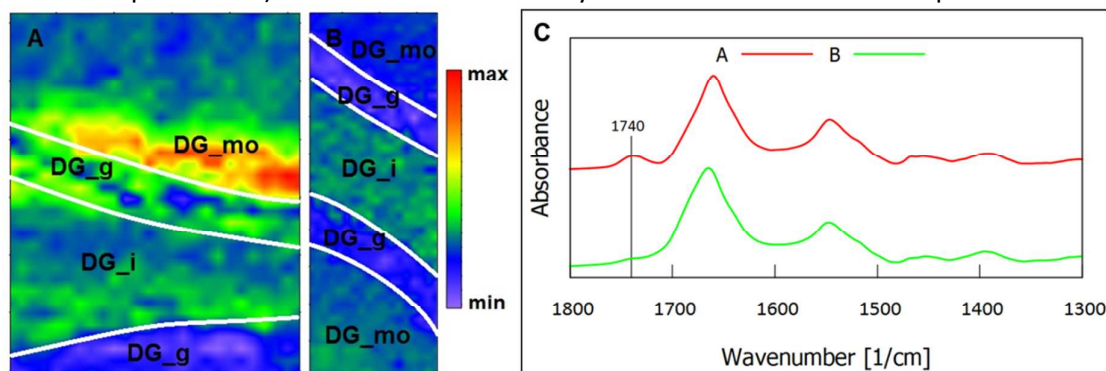 A
B
DG_mo
DG_g
DG_i
DG_g
DG_mo
DG_g
DG_i
DG_g
DG_mo
max
min
C
A
B
1740
Absorbance
1800
1700
1600
1500
1400
1300
Wavenumber [1/cm]